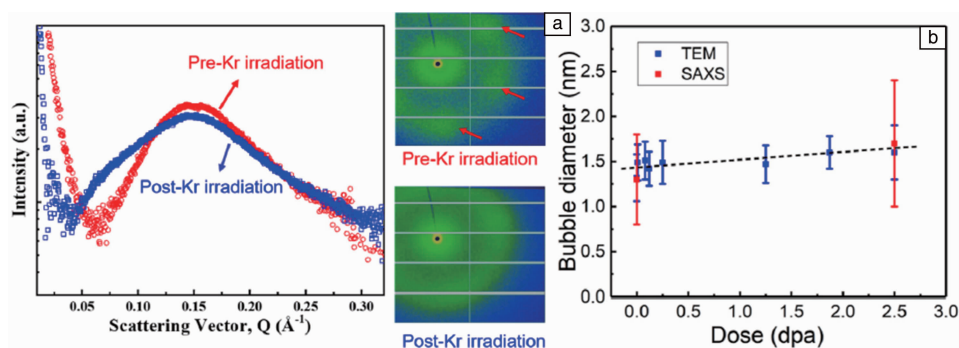 Intensity (a.u.)
Pre-Kr irradiation
Post-Kr irradiation
0.05 0.10 0.15 0.20 0.25 0.30
Scattering Vector, Q (Å⁻¹)
a
Pre-Kr irradiation
Post-Kr irradiation
b
Bubble diameter (nm)
3.0
2.5
2.0
1.5
1.0
0.5
0.0
TEM
SAXS
0.0 0.5 1.0 1.5 2.0 2.5 3.0
Dose (dpa)